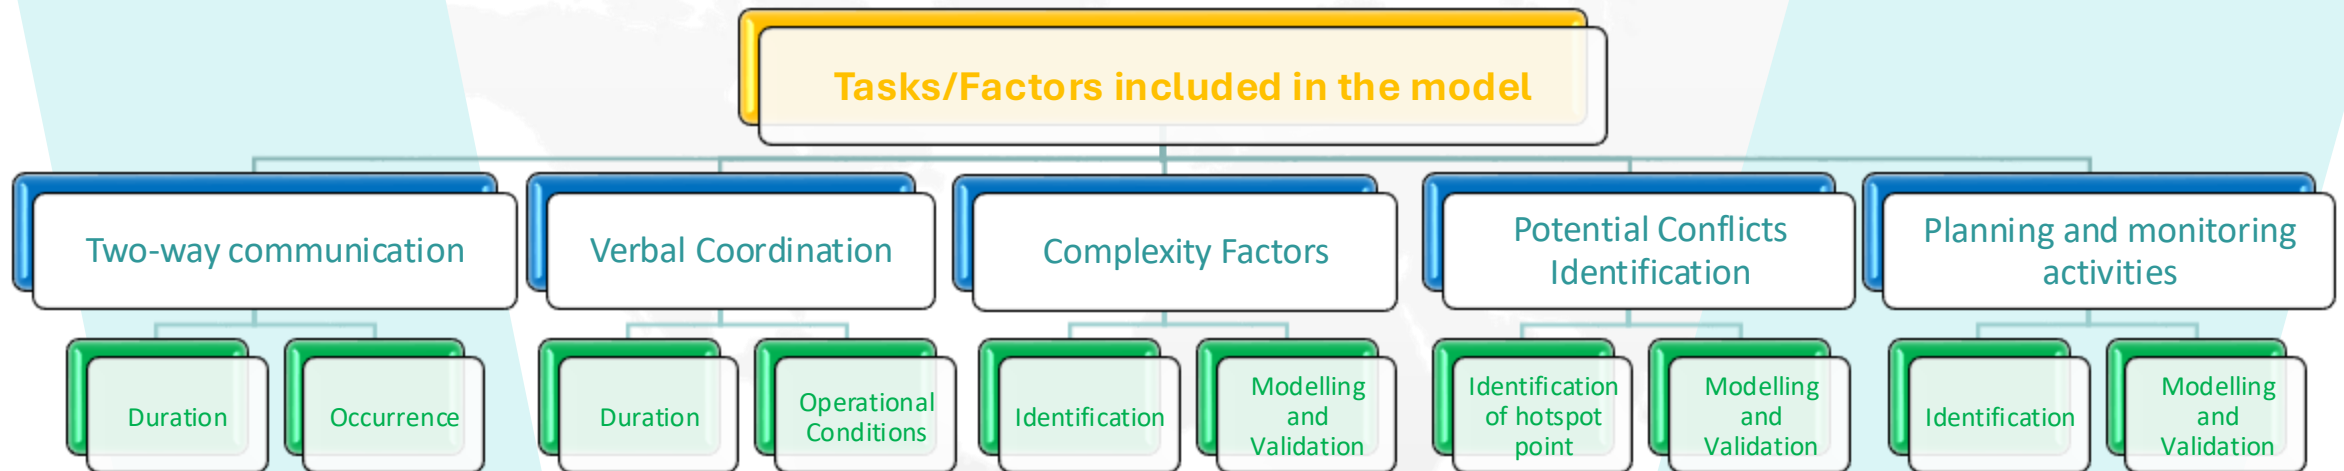 Tasks/Factors included in the model
Two-way communication
Verbal Coordination
Complexity Factors
Potential Conflicts
Identification
Planning and monitoring
activities
Duration
Occurrence
Duration
Operational
Conditions
Identification
Modelling
and
Validation
Identification
of hotspot
point
Modelling
and
Validation
Identification
Modelling
and
Validation